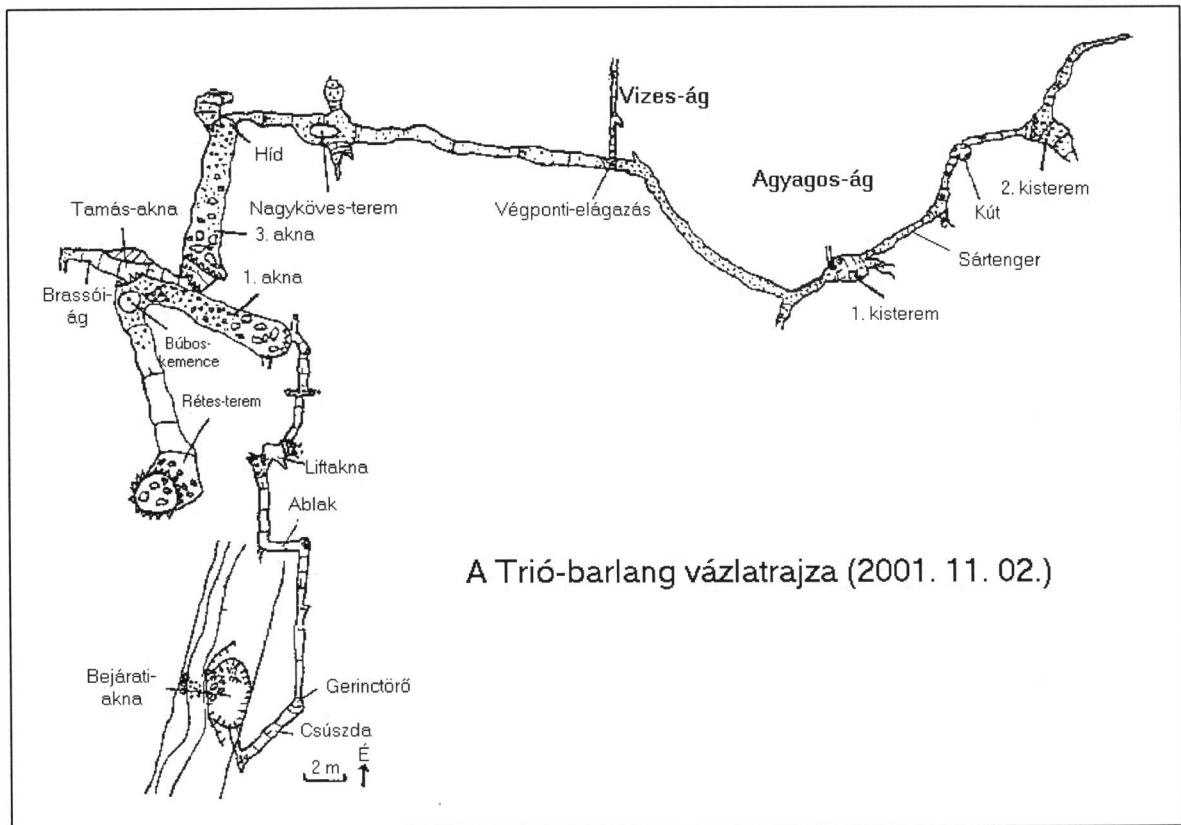 Vizes-ág
Híd
Agyagos-ág
2. kisterem
Tamás-akna
Nagyköves-terem
Végponti-elágazás
Kút
3. akna
Sártenger
Brassói-
ág
1. akna
1. kisterem
Búbos-
kemence
Rétes-terem
Liftakna
Ablak
A Trió-barlang vázlatrajza (2001. 11. 02.)
Bejárati-
akna
Gerinctörő
Csúszda
2 m
É